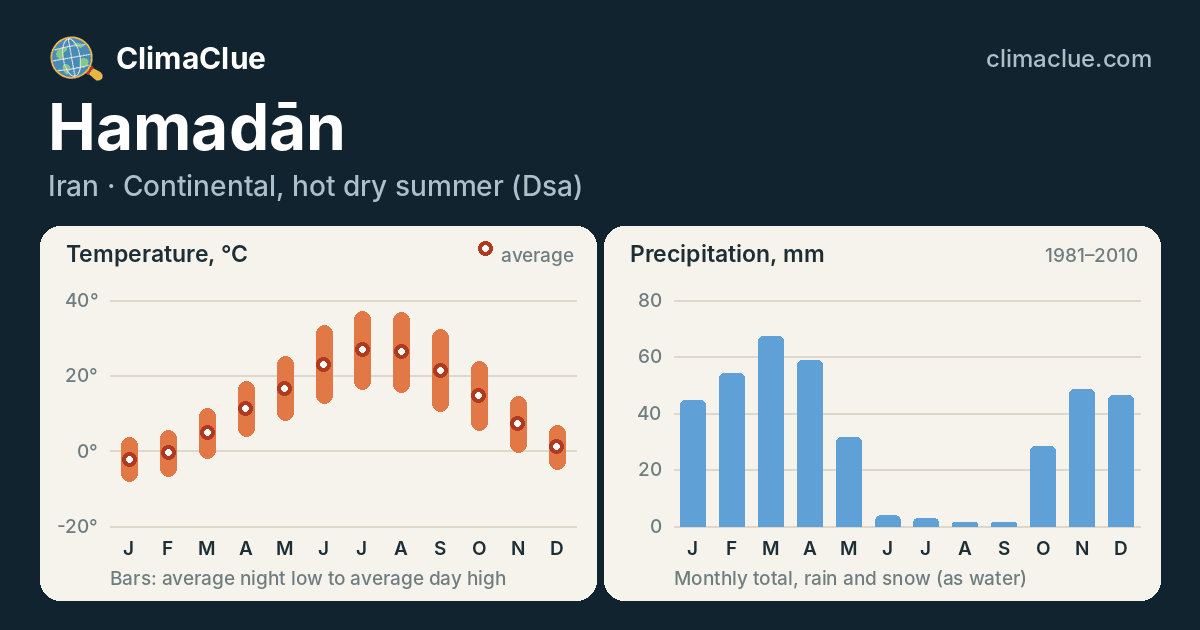 ClimaClue
climaclue.com
Hamadān
Iran · Continental, hot dry summer (Dsa)
Temperature, °C
average
40°
20°
0°
-20°
J F M A M J J A S O N D
Bars: average night low to average day high
Precipitation, mm
1981–2010
80
60
40
20
0
J F M A M J J A S O N D
Monthly total, rain and snow (as water)